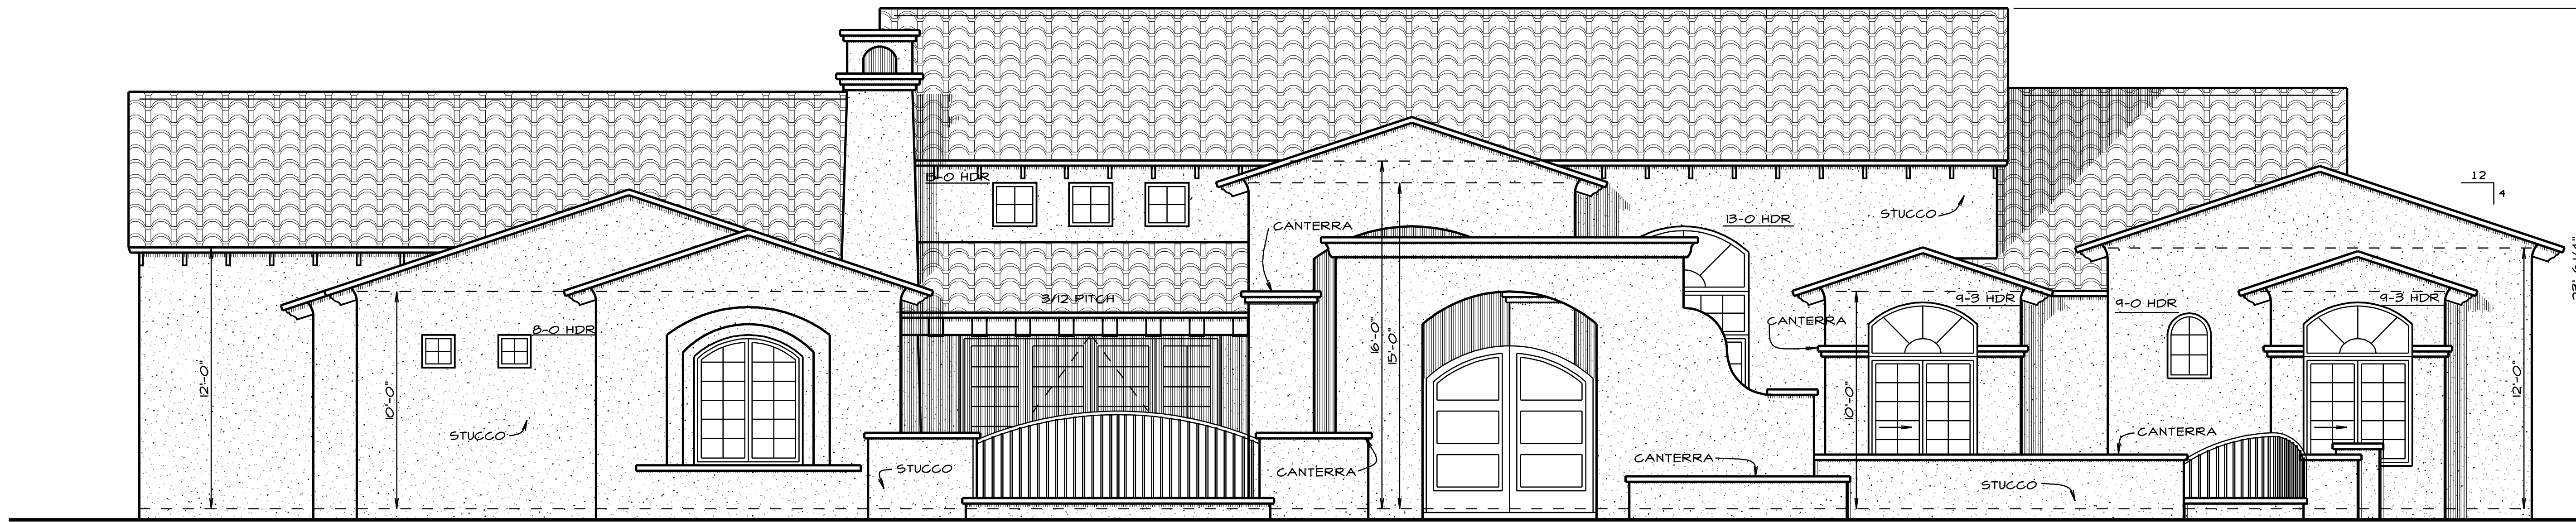 12
4
15-0 HDR
13-0 HDR
STUCCO
CANTERRA
3/12 PITCH
9-3 HDR
9-3 HDR
9-0 HDR
CANTERRA
8-0 HDR
16'-0"
15'-0"
12'-0"
10'-0"
10'-0"
12'-0"
STUCCO
CANTERRA
STUCCO
CANTERRA
CANTERRA
STUCCO